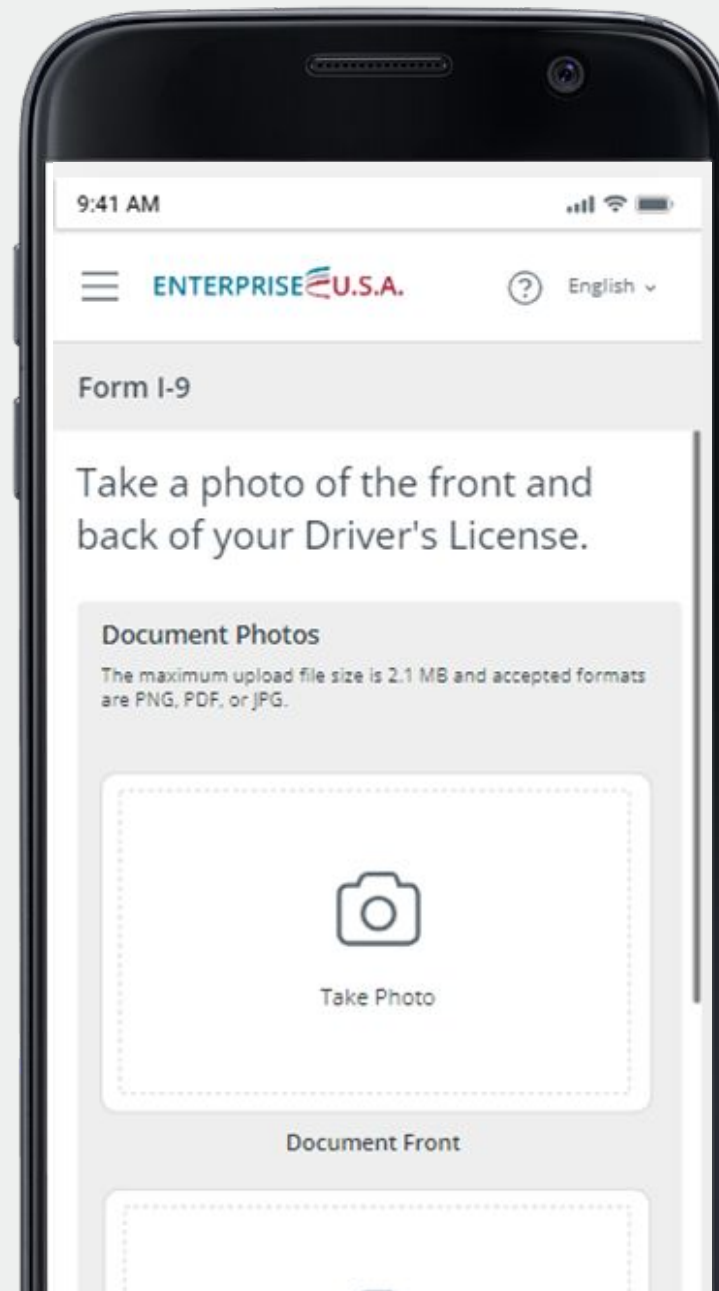 9:41 AM
ENTERPRISE U.S.A.
English
Form I-9
Take a photo of the front and
back of your Driver's License.
Document Photos
The maximum upload file size is 2.1 MB and accepted formats
are PNG, PDF, or JPG.
Take Photo
Document Front